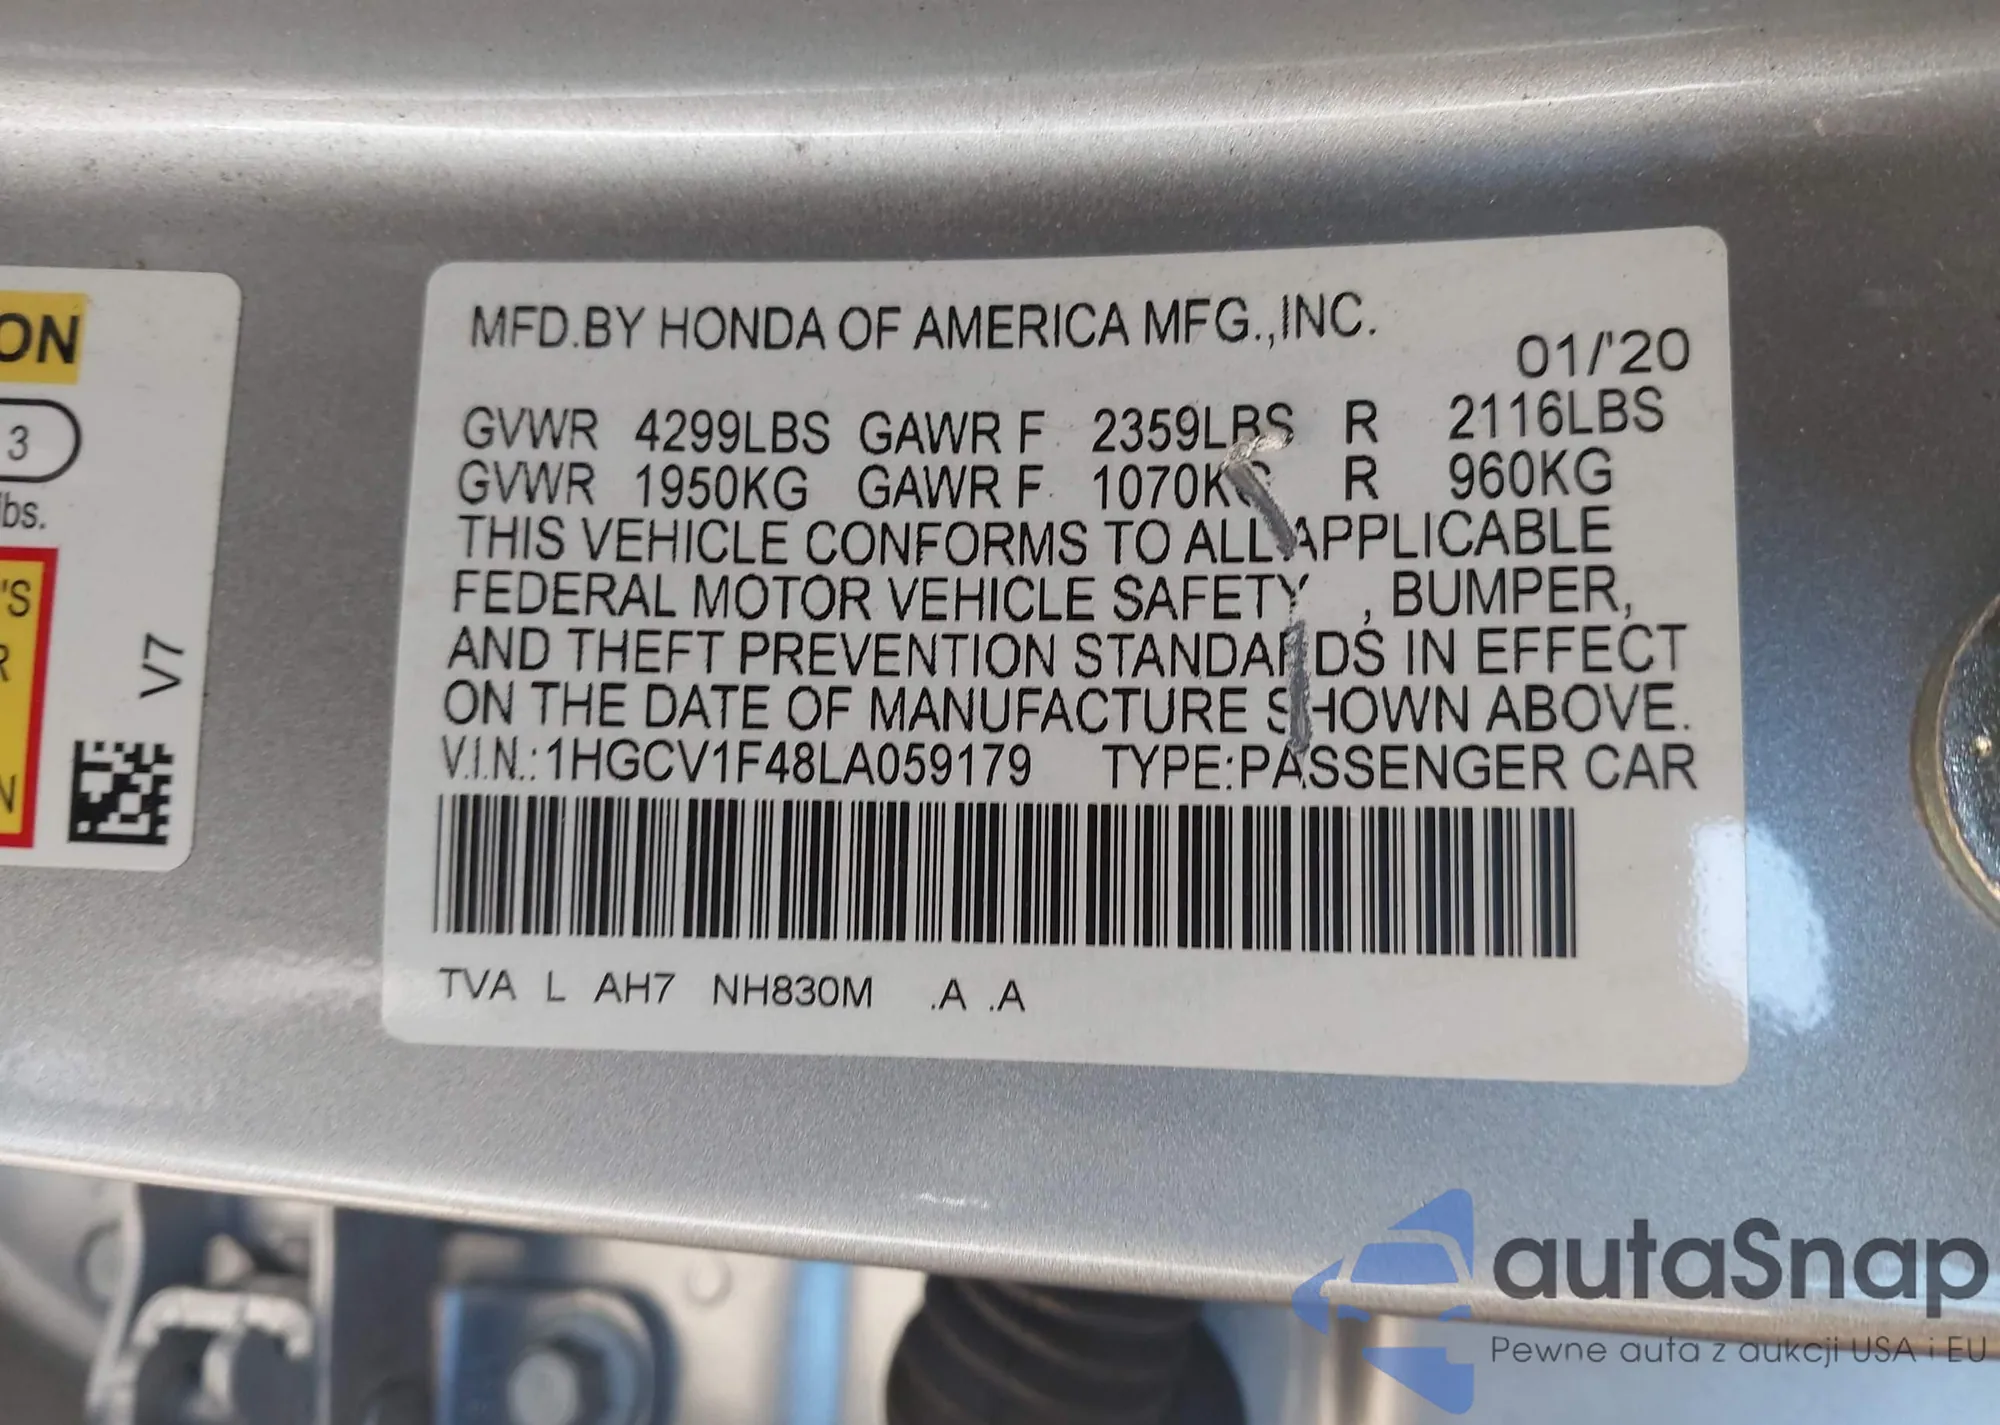 ON
3
lbs.
'S
R
N
V7
MFD.BY HONDA OF AMERICA MFG.,INC.
01/'20
GVWR 4299LBS GAWR F 2359LBS R 2116LBS
GVWR 1950KG GAWR F 1070KG R 960KG
THIS VEHICLE CONFORMS TO ALL APPLICABLE
FEDERAL MOTOR VEHICLE SAFETY , BUMPER,
AND THEFT PREVENTION STANDARDS IN EFFECT
ON THE DATE OF MANUFACTURE SHOWN ABOVE.
V.I.N.:1HGCV1F48LA059179 TYPE:PASSENGER CAR
TVA L AH7 NH830M .A .A
autaSnap
Pewne auta z aukcji USA i EU